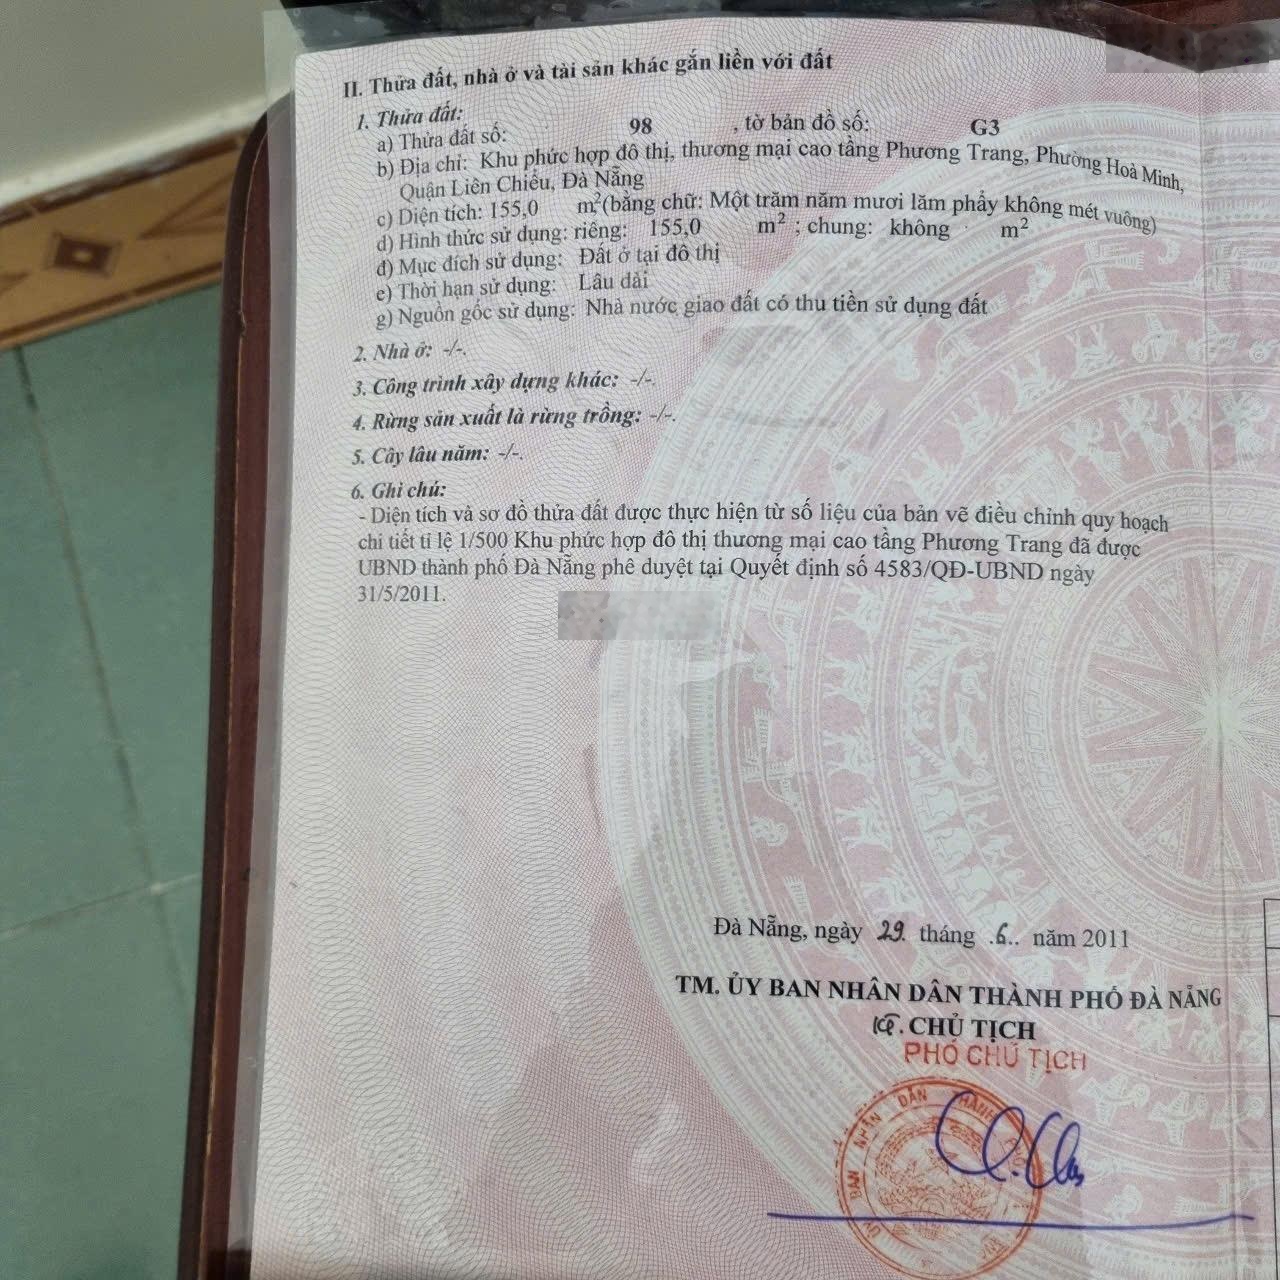 II. Thửa đất, nhà ở và tài sản khác gắn liền với đất
1. Thửa đất:
a) Thửa đất số: 98 , tờ bản đồ số: G3
b) Địa chỉ: Khu phức hợp đô thị, thương mại cao tầng Phương Trang, Phường Hoà Minh,
Quận Liên Chiểu, Đà Nẵng
c) Diện tích: 155,0 m² (bằng chữ: Một trăm năm mươi lăm phẩy không mét vuông)
d) Hình thức sử dụng: riêng: 155,0 m² ; chung: không m²
đ) Mục đích sử dụng: Đất ở tại đô thị
e) Thời hạn sử dụng: Lâu dài
g) Nguồn gốc sử dụng: Nhà nước giao đất có thu tiền sử dụng đất
2. Nhà ở: -/-.
3. Công trình xây dựng khác: -/-.
4. Rừng sản xuất là rừng trồng: -/-.
5. Cây lâu năm: -/-.
6. Ghi chú:
- Diện tích và sơ đồ thửa đất được thực hiện từ số liệu của bản vẽ điều chỉnh quy hoạch
chi tiết tỉ lệ 1/500 Khu phức hợp đô thị thương mại cao tầng Phương Trang đã được
UBND thành phố Đà Nẵng phê duyệt tại Quyết định số 4583/QĐ-UBND ngày
31/5/2011.
Đà Nẵng, ngày 29 tháng .6.. năm 2011
TM. ỦY BAN NHÂN DÂN THÀNH PHỐ ĐÀ NẴNG
KT. CHỦ TỊCH
PHÓ CHỦ TỊCH
ỦY BAN NHÂN DÂN THÀNH PHỐ